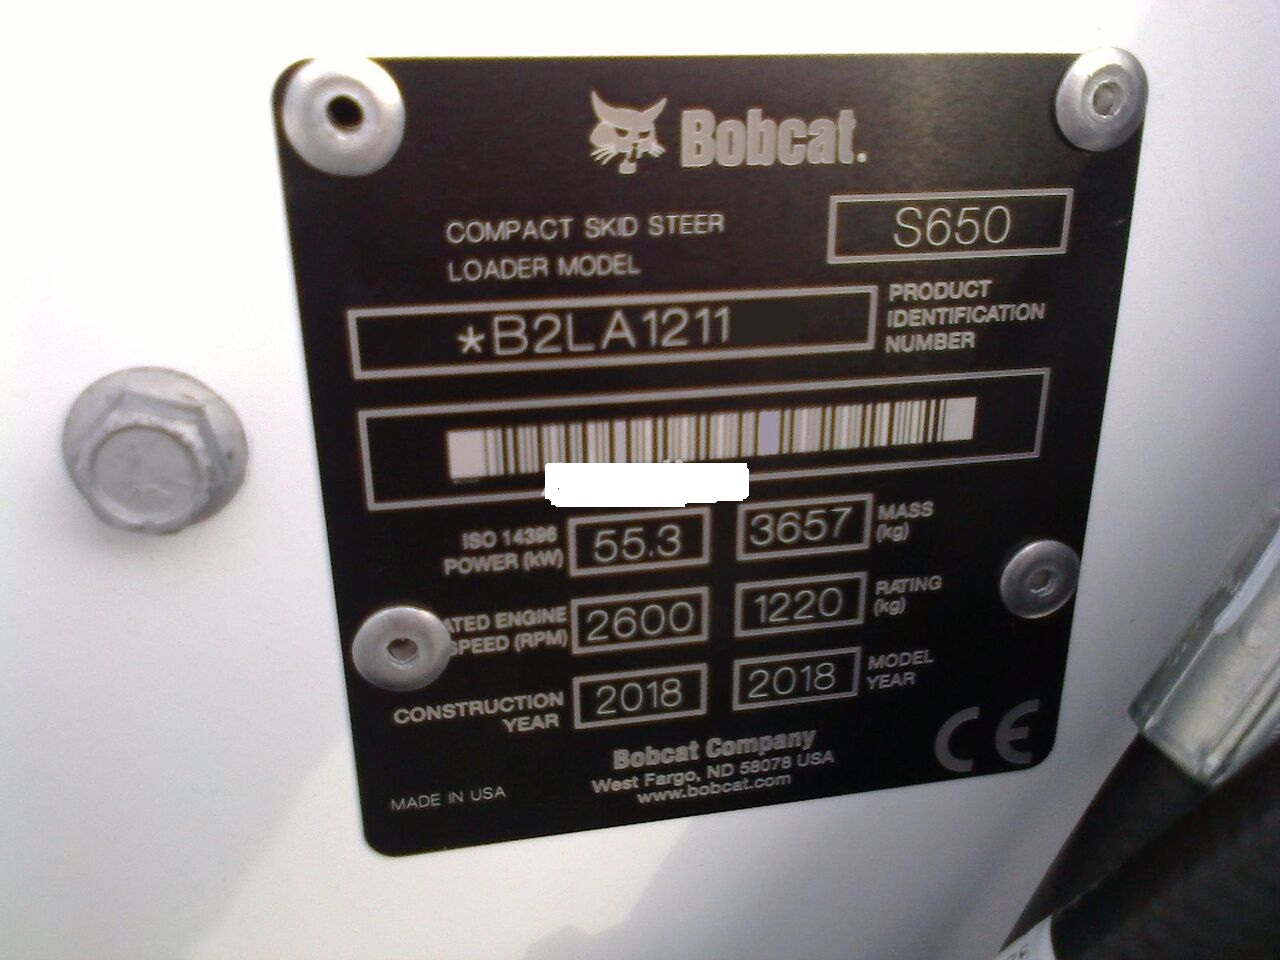 Bobcat.
COMPACT SKID STEER
LOADER MODEL
S650
*B2LA1211
PRODUCT
IDENTIFICATION
NUMBER
ISO 14396
POWER (kW)
55.3
3657
MASS
(kg)
ATED ENGINE
SPEED (RPM)
2600
1220
RATING
(kg)
CONSTRUCTION
YEAR
2018
2018
MODEL
YEAR
Bobcat Company
West Fargo, ND 58078 USA
www.bobcat.com
MADE IN USA
CE